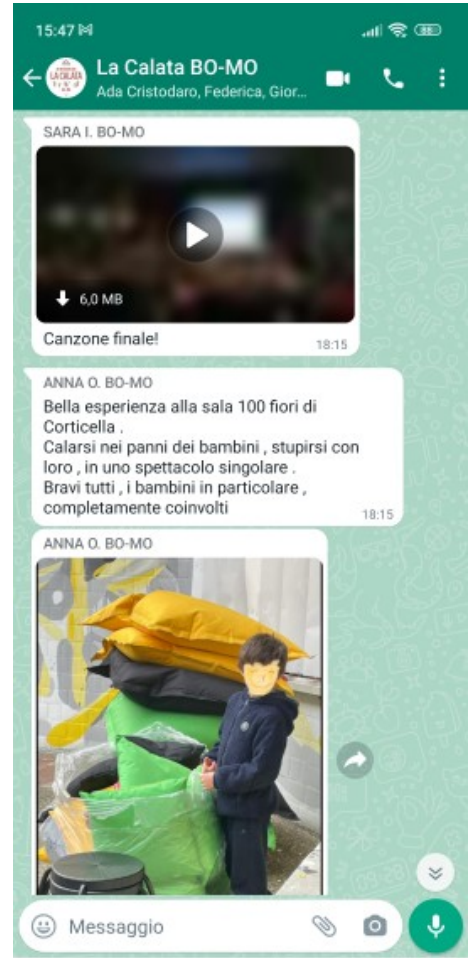 15:47
La Calata BO-MO
Ada Cristodaro, Federica, Gior...
SARA I. BO-MO
6,0 MB
Canzone finale!
18:15
ANNA O. BO-MO
Bella esperienza alla sala 100 fiori di
Corticella .
Calarsi nei panni dei bambini , stupirsi con
loro , in uno spettacolo singolare .
Bravi tutti , i bambini in particolare ,
completamente coinvolti
18:15
ANNA O. BO-MO
Messaggio